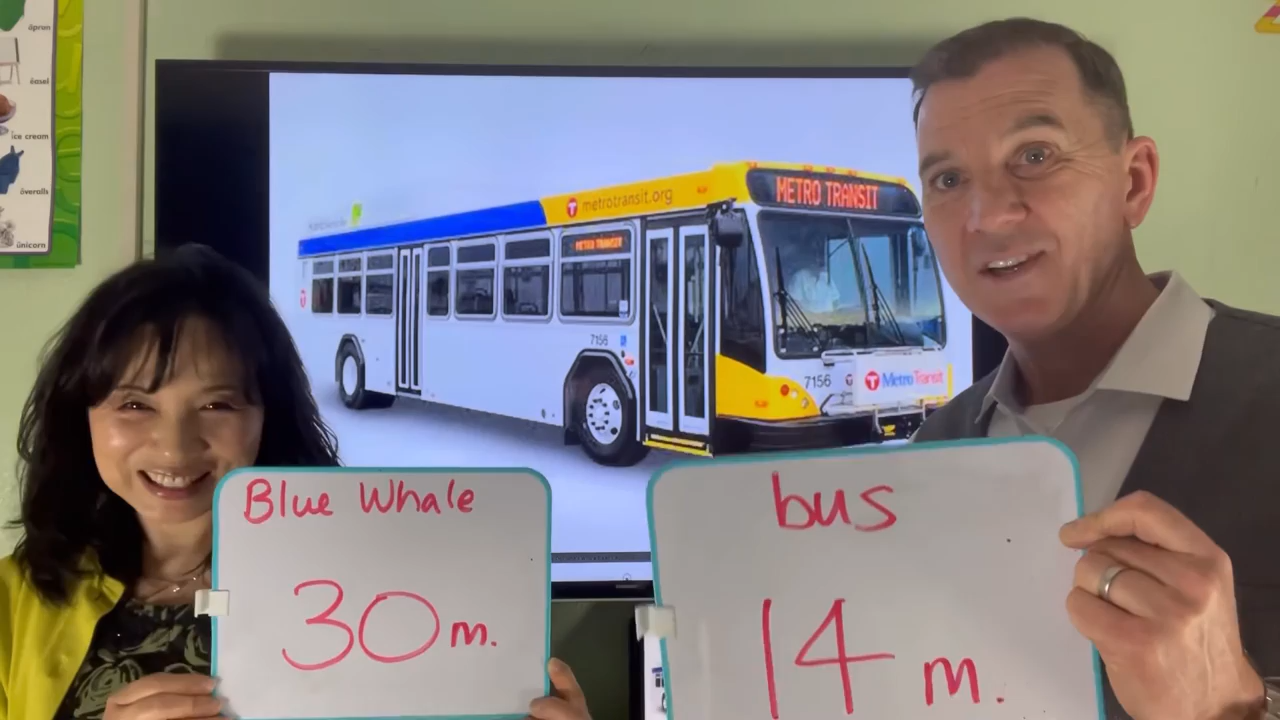 apron
easel
ice cream
overalls
unicorn
metrotransit.org
METRO TRANSIT
METRO TRANSIT
7156
7156
Metro Transit
Blue Whale
30 m.
bus
14 m.